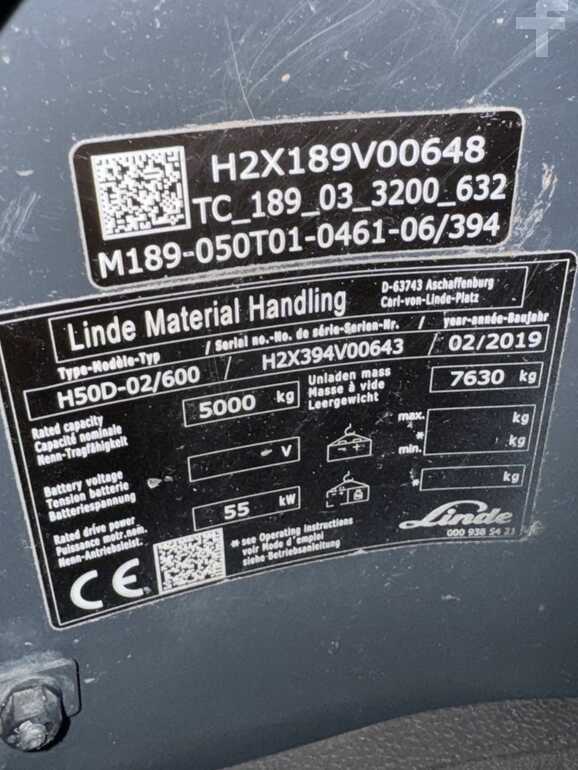 H2X189V00648
TC_189_03_3200_632
M189-050T01-0461-06/394
Linde Material Handling
D-63743 Aschaffenburg
Carl-von-Linde-Platz
Type-Modèle-Typ / Serial no.-No. de série-Serien-Nr. / year-année-Baujahr
H50D-02/600 / H2X394V00643 / 02/2019
Rated capacity
Capacité nominale
Nenn-Tragfähigkeit
5000 kg
Unladen mass
Masse à vide
Leergewicht
7630 kg
Battery voltage
Tension batterie
Batteriespannung
V
max. kg
* min. kg
Rated drive power
Puissance motr.nom.
Nenn-Antriebsleist.
55 kW
* kg
* see Operating instructions
voir Mode d'emploi
siehe Betriebsanleitung
CE
Linde
000 938 54 21
f